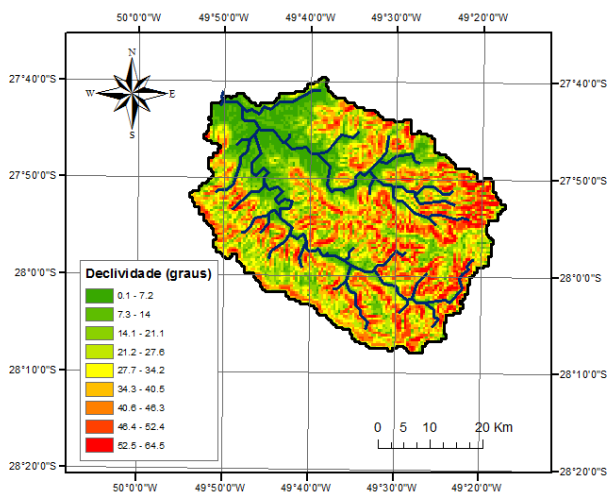 50°0'0"W 49°50'0"W 49°40'0"W 49°30'0"W 49°20'0"W
N
W E
S
27°40'0"S 27°40'0"S
27°50'0"S 27°50'0"S
28°0'0"S 28°0'0"S
28°10'0"S 28°10'0"S
28°20'0"S 28°20'0"S
Declividade (graus)
0.1 - 7.2
7.3 - 14
14.1 - 21.1
21.2 - 27.6
27.7 - 34.2
34.3 - 40.5
40.6 - 46.3
46.4 - 52.4
52.5 - 64.5
0 5 10 20 Km
50°0'0"W 49°50'0"W 49°40'0"W 49°30'0"W 49°20'0"W